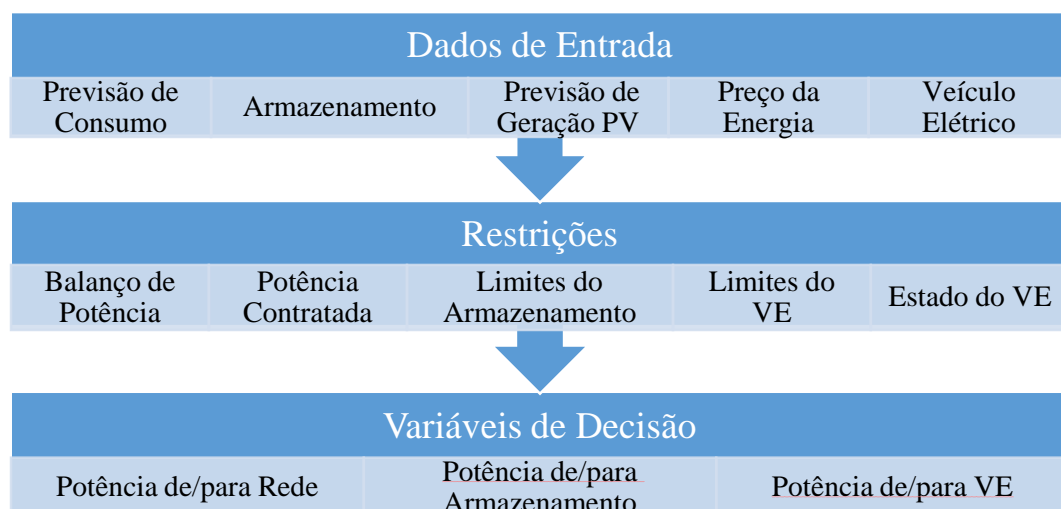 Dados de Entrada
Previsão de
Consumo
Armazenamento
Previsão de
Geração PV
Preço da
Energia
Veículo
Elétrico
Restrições
Balanço de
Potência
Potência
Contratada
Limites do
Armazenamento
Limites do
VE
Estado do VE
Variáveis de Decisão
Potência de/para Rede
Potência de/para
Armazenamento
Potência de/para VE